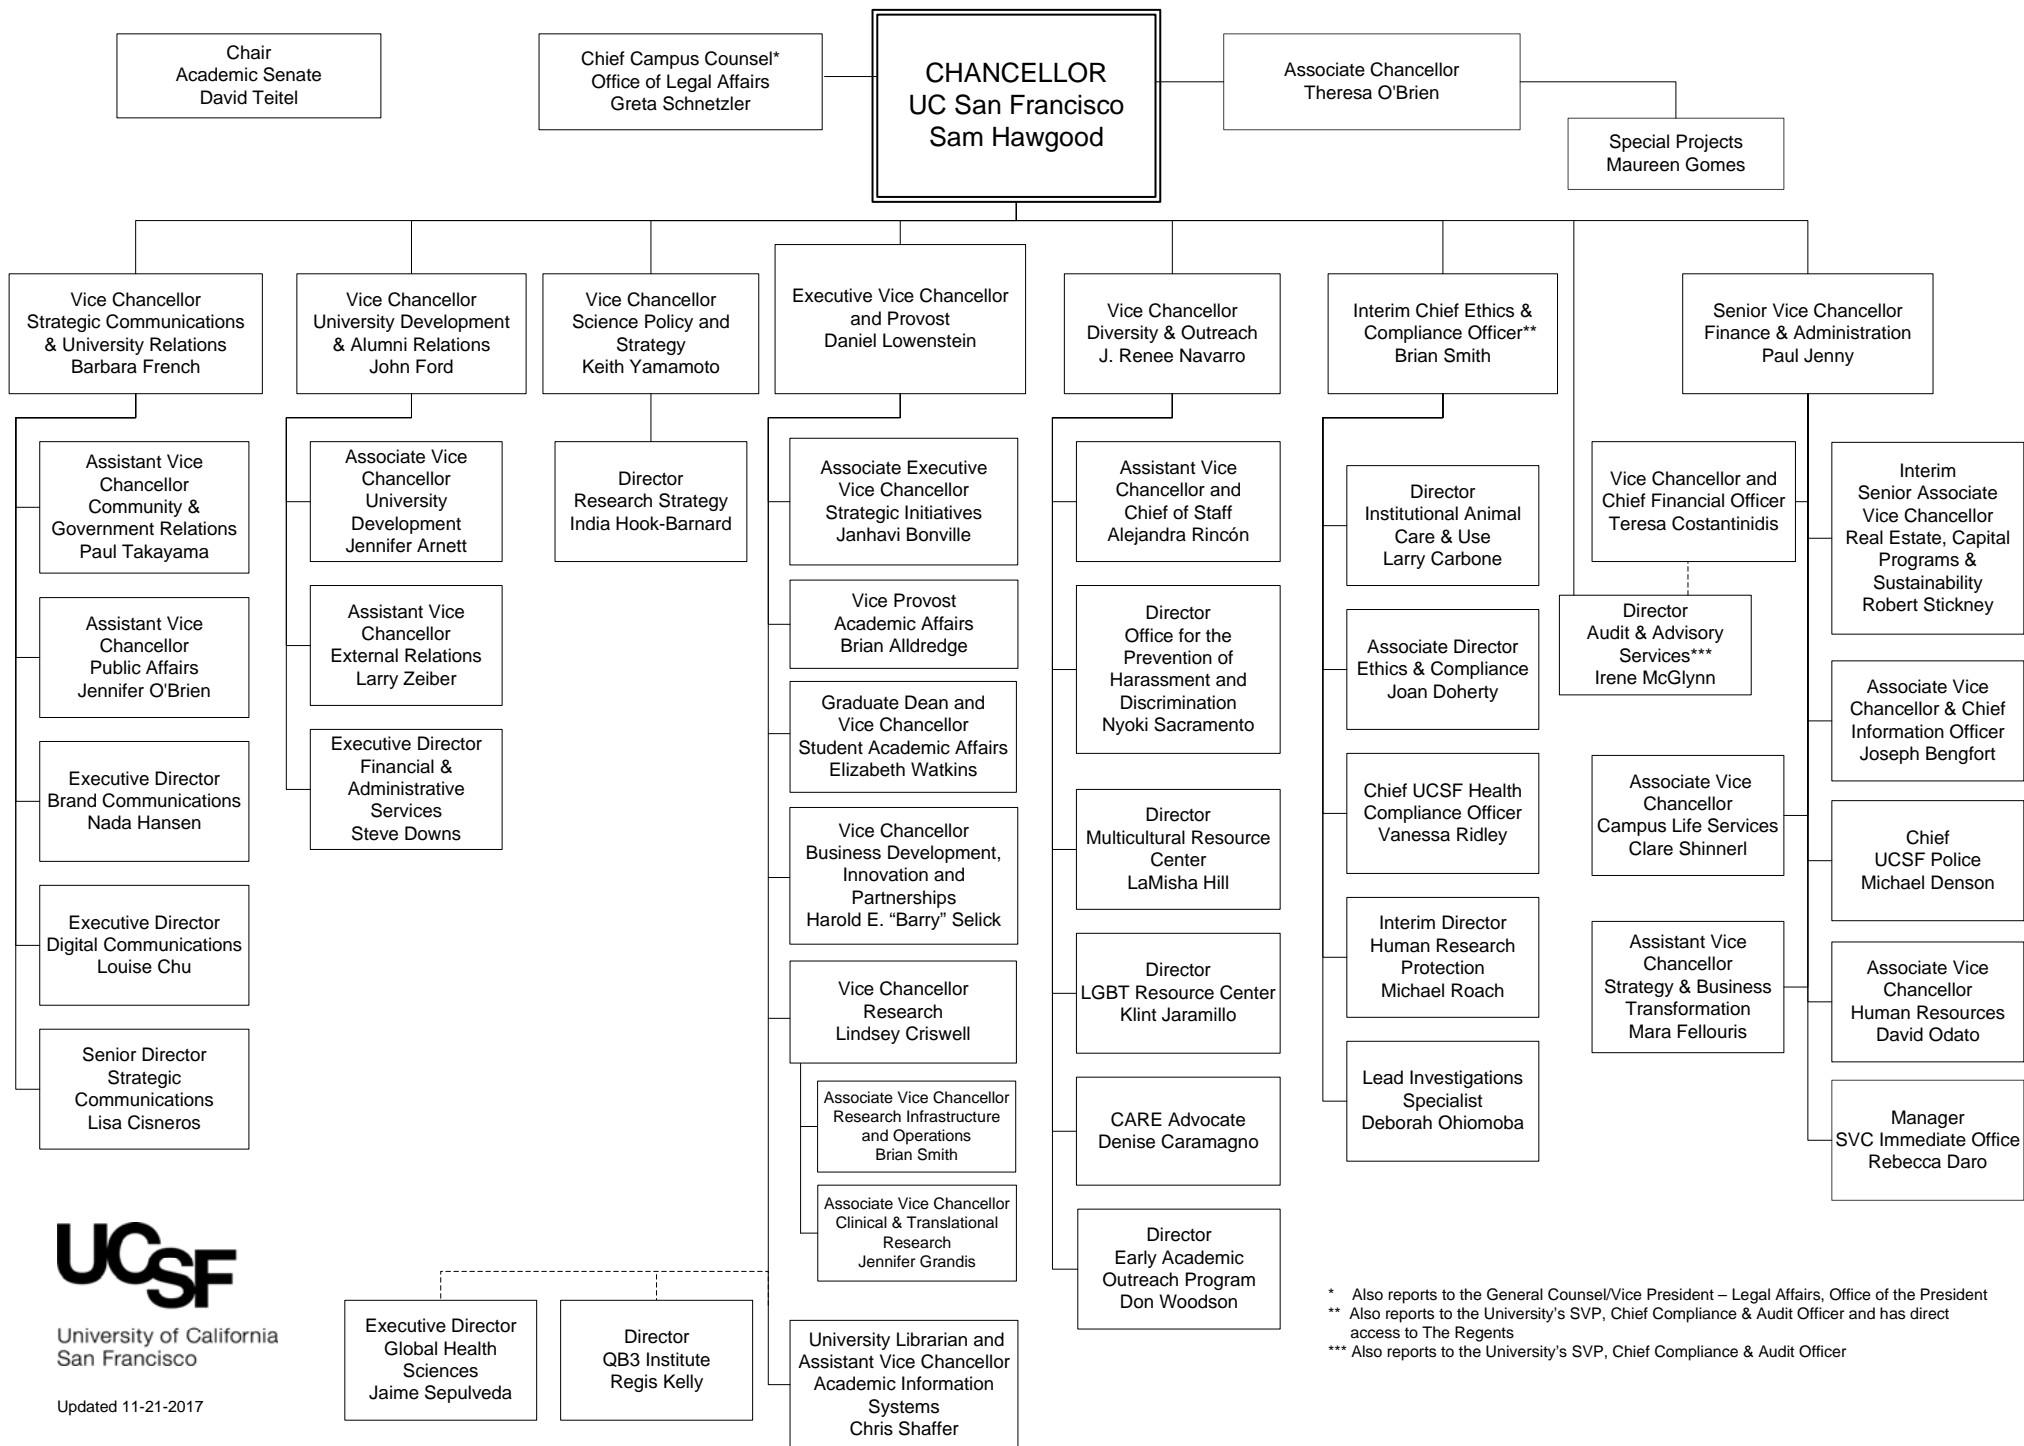 Chair
Academic Senate
David Teitel
Chief Campus Counsel*
Office of Legal Affairs
Greta Schnetzler
CHANCELLOR
UC San Francisco
Sam Hawgood
Associate Chancellor
Theresa O'Brien
Special Projects
Maureen Gomes
Vice Chancellor
Strategic Communications
& University Relations
Barbara French
Vice Chancellor
University Development
& Alumni Relations
John Ford
Vice Chancellor
Science Policy and
Strategy
Keith Yamamoto
Executive Vice Chancellor
and Provost
Daniel Lowenstein
Vice Chancellor
Diversity & Outreach
J. Renee Navarro
Interim Chief Ethics &
Compliance Officer**
Brian Smith
Senior Vice Chancellor
Finance & Administration
Paul Jenny
Assistant Vice
Chancellor
Community &
Government Relations
Paul Takayama
Assistant Vice
Chancellor
Public Affairs
Jennifer O'Brien
Executive Director
Brand Communications
Nada Hansen
Executive Director
Digital Communications
Louise Chu
Senior Director
Strategic
Communications
Lisa Cisneros
Associate Vice
Chancellor
University
Development
Jennifer Arnett
Assistant Vice
Chancellor
External Relations
Larry Zeiber
Executive Director
Financial &
Administrative
Services
Steve Downs
Director
Research Strategy
India Hook-Barnard
Associate Executive
Vice Chancellor
Strategic Initiatives
Janhavi Bonville
Vice Provost
Academic Affairs
Brian Alldredge
Graduate Dean and
Vice Chancellor
Student Academic Affairs
Elizabeth Watkins
Vice Chancellor
Business Development,
Innovation and
Partnerships
Harold E. “Barry” Selick
Vice Chancellor
Research
Lindsey Criswell
Associate Vice Chancellor
Research Infrastructure
and Operations
Brian Smith
Associate Vice Chancellor
Clinical & Translational
Research
Jennifer Grandis
Executive Director
Global Health
Sciences
Jaime Sepulveda
Director
QB3 Institute
Regis Kelly
University Librarian and
Assistant Vice Chancellor
Academic Information
Systems
Chris Shaffer
Assistant Vice
Chancellor and
Chief of Staff
Alejandra Rincón
Director
Office for the
Prevention of
Harassment and
Discrimination
Nyoki Sacramento
Director
Multicultural Resource
Center
LaMisha Hill
Director
LGBT Resource Center
Klint Jaramillo
CARE Advocate
Denise Caramagno
Director
Early Academic
Outreach Program
Don Woodson
Director
Institutional Animal
Care & Use
Larry Carbone
Associate Director
Ethics & Compliance
Joan Doherty
Chief UCSF Health
Compliance Officer
Vanessa Ridley
Interim Director
Human Research
Protection
Michael Roach
Lead Investigations
Specialist
Deborah Ohiomoba
Vice Chancellor and
Chief Financial Officer
Teresa Costantinidis
Director
Audit & Advisory
Services***
Irene McGlynn
Associate Vice
Chancellor
Campus Life Services
Clare Shinnerl
Assistant Vice
Chancellor
Strategy & Business
Transformation
Mara Fellouris
Interim
Senior Associate
Vice Chancellor
Real Estate, Capital
Programs &
Sustainability
Robert Stickney
Associate Vice
Chancellor & Chief
Information Officer
Joseph Bengfort
Chief
UCSF Police
Michael Denson
Associate Vice
Chancellor
Human Resources
David Odato
Manager
SVC Immediate Office
Rebecca Daro
UCSF
University of California
San Francisco
Updated 11-21-2017
* Also reports to the General Counsel/Vice President – Legal Affairs, Office of the President
** Also reports to the University’s SVP, Chief Compliance & Audit Officer and has direct
access to The Regents
*** Also reports to the University’s SVP, Chief Compliance & Audit Officer